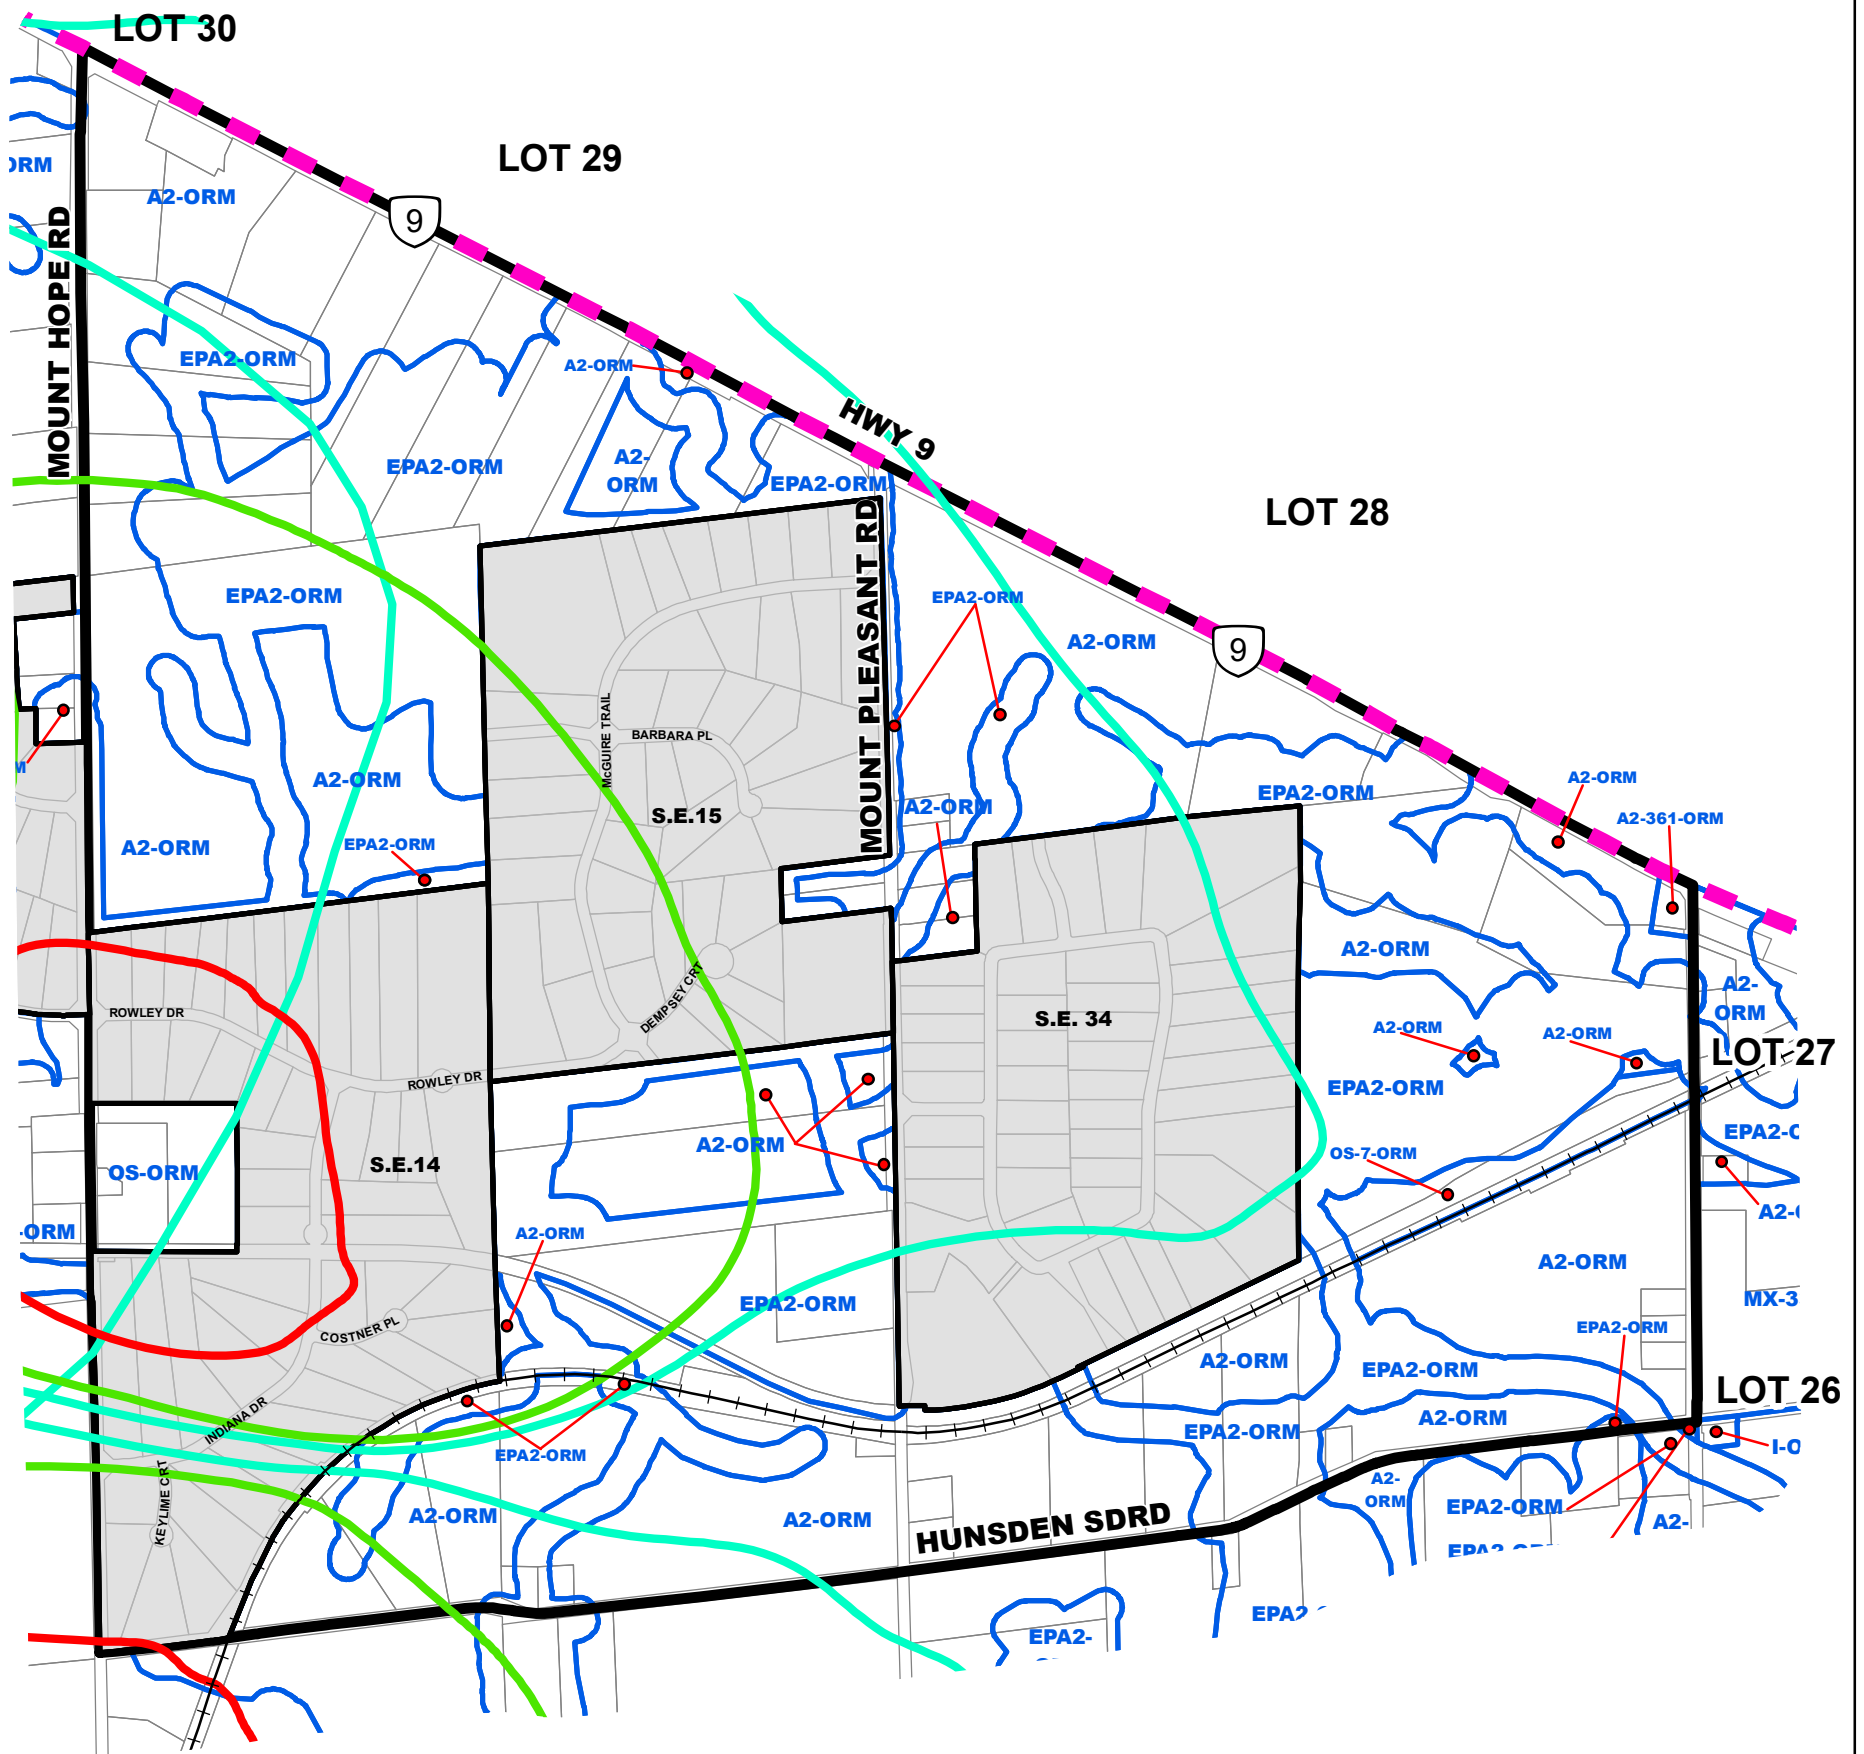 LOT 30
LOT 29
ORM
A2-ORM
9
MOUNT HOPE RD
EPA2-ORM
A2-ORM
HWY 9
EPA2-ORM
A2-
ORM
EPA2-ORM
LOT 28
MOUNT PLEASANT RD
EPA2-ORM
EPA2-ORM
A2-ORM
9
McGUIRE TRAIL
BARBARA PL
M
A2-ORM
S.E.15
A2-ORM
EPA2-ORM
A2-ORM
A2-361-ORM
A2-ORM
EPA2-ORM
A2-ORM
DEMPSEY CRT
A2-
ORM
ROWLEY DR
S.E. 34
A2-ORM
A2-ORM
LOT 27
ROWLEY DR
EPA2-ORM
A2-ORM
EPA2-
OS-7-ORM
S.E.14
OS-ORM
-ORM
A2-ORM
A2-
A2-ORM
EPA2-ORM
MX-3
COSTNER PL
EPA2-ORM
A2-ORM
EPA2-ORM
LOT 26
INDIANA DR
A2-ORM
EPA2-ORM
EPA2-ORM
KEYLIME CRT
A2-
ORM
EPA2-ORM
A2-ORM
A2-ORM
HUNSDEN SDRD
A2-
EPA2
EPA2-